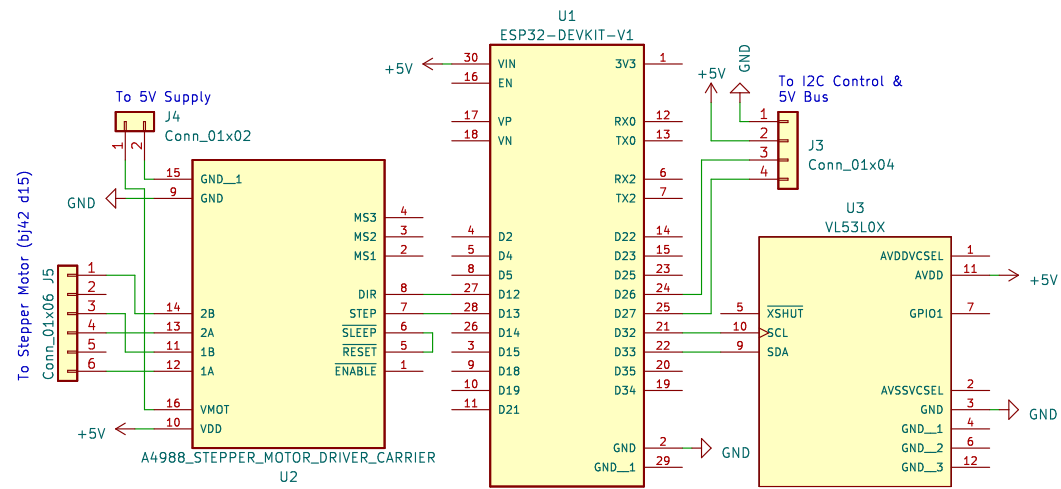 U1
ESP32-DEVKIT-V1
+5V
30 VIN
16 EN
17 VP
18 VN
4 D2
5 D4
8 D5
27 D12
28 D13
26 D14
3 D15
9 D18
10 D19
11 D21
3V3 1
RX0 12
TX0 13
RX2 6
TX2 7
D22 14
D23 15
D25 23
D26 24
D27 25
D32 21
D33 22
D35 20
D34 19
GND 2
GND__1 29
GND
To 5V Supply
J4
Conn_01x02
1
2
15 GND__1
9 GND
GND
MS3 4
MS2 3
MS1 2
DIR 8
STEP 7
SLEEP 6
RESET 5
ENABLE 1
14 2B
13 2A
11 1B
12 1A
16 VMOT
10 VDD
+5V
A4988_STEPPER_MOTOR_DRIVER_CARRIER
U2
To Stepper Motor (bj42 d15)
J5
Conn_01x06
1
2
3
4
5
6
+5V
GND
To I2C Control &
5V Bus
1
2
3
4
J3
Conn_01x04
U3
VL53L0X
AVDDVCSEL 1
AVDD 11
+5V
5 XSHUT
GPIO1 7
10 SCL
9 SDA
AVSSVCSEL 2
GND 3
GND
GND__1 4
GND__2 6
GND__3 12